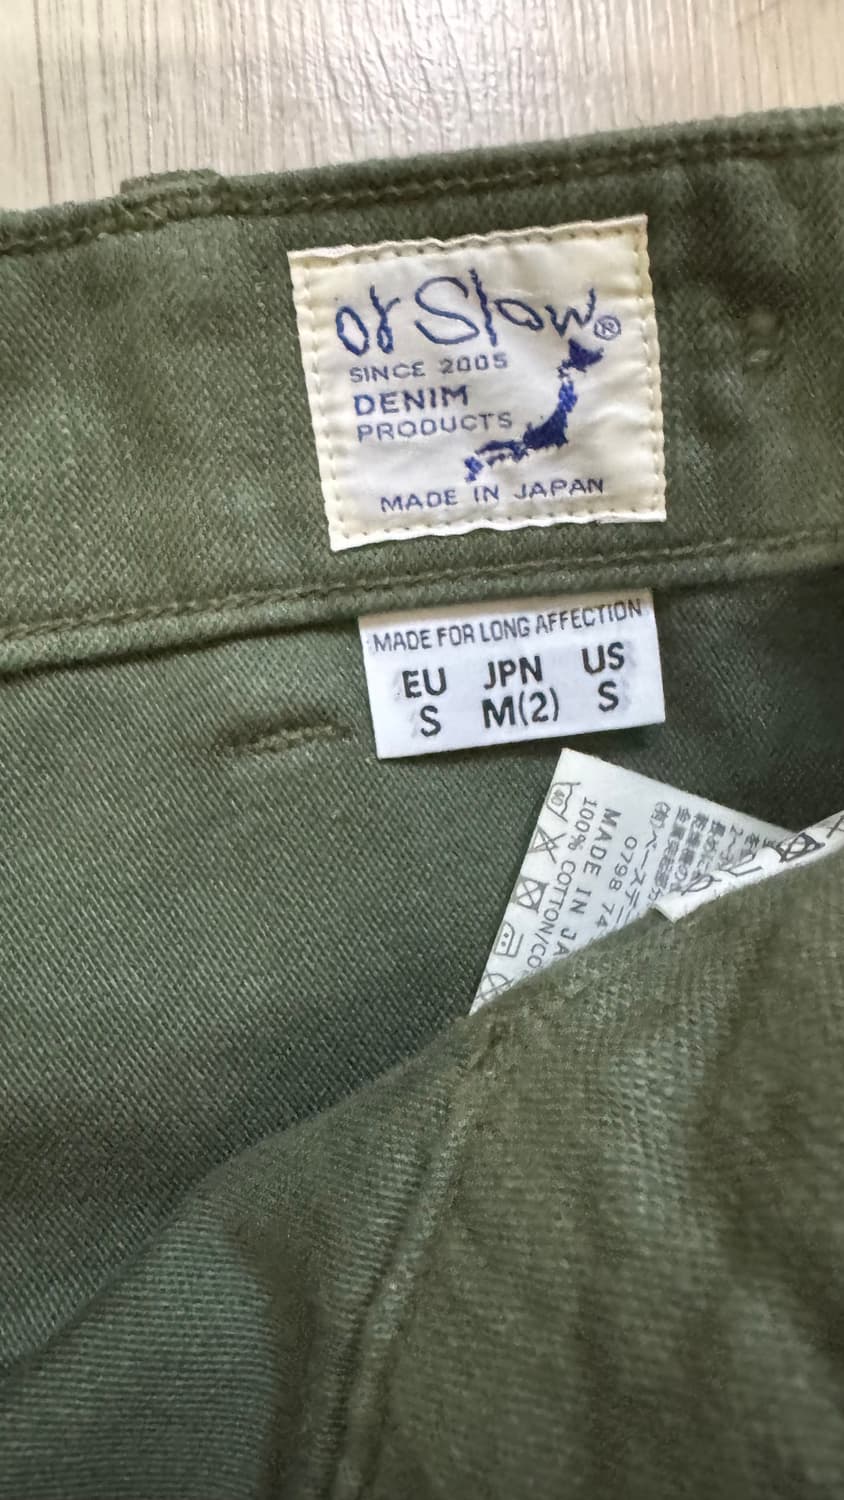 or Slow®
SINCE 2005
DENIM
PRODUCTS
MADE IN JAPAN
MADE FOR LONG AFFECTION
EU JPN US
S M(2) S
40
100% COTTON/CO
MADE IN JA
0798 74